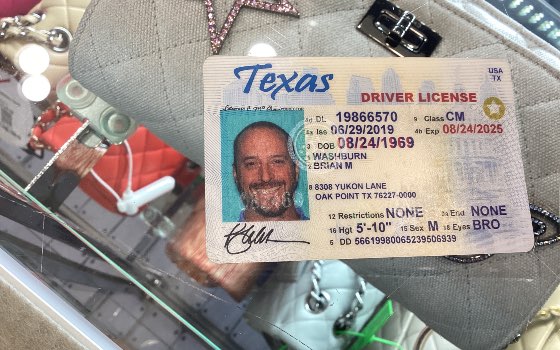 Texas
USA
TX
DRIVER LICENSE
4d DL 19866570 9 Class CM
4a Iss 06/29/2019 4b Exp 08/24/2025
3 DOB 08/24/1969
1 WASHBURN
2 BRIAN M
8 8308 YUKON LANE
OAK POINT TX 76227-0000
12 Restrictions NONE 9a End NONE
16 Hgt 5'-10" 15 Sex M 18 Eyes BRO
5 DD 56619980065239506939